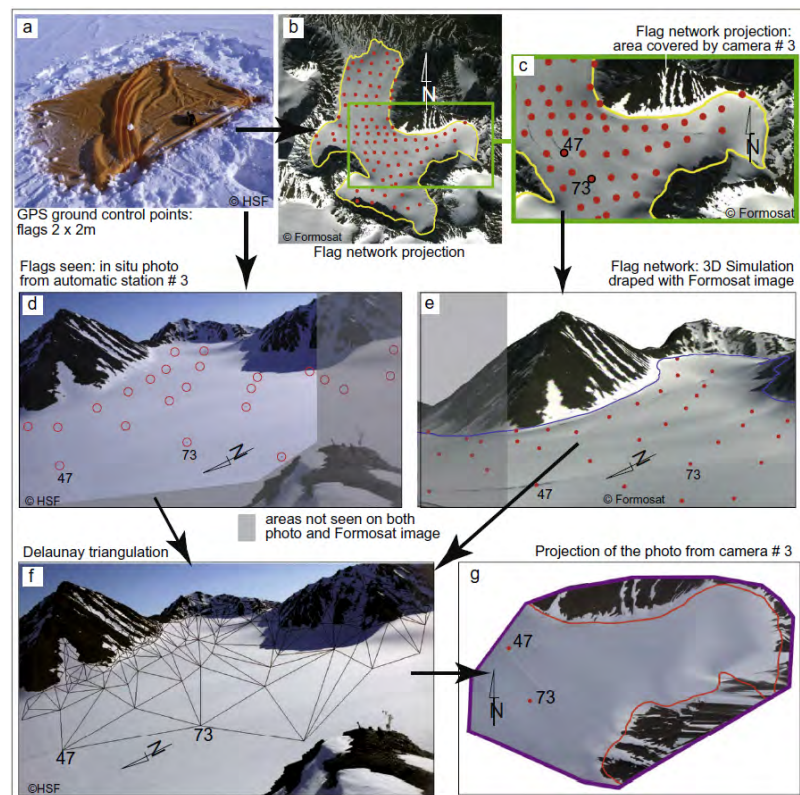 a
© HSF
GPS ground control points:
flags 2 x 2m
b
N
© Formosat
Flag network projection
Flag network projection:
area covered by camera # 3
c
47
73
N
© Formosat
Flags seen: in situ photo
from automatic station # 3
d
73
N
47
© HSF
Flag network: 3D Simulation
draped with Formosat image
e
N
73
47
© Formosat
areas not seen on both
photo and Formosat image
Delaunay triangulation
f
73
N
47
©HSF
Projection of the photo from camera # 3
g
47
73
N